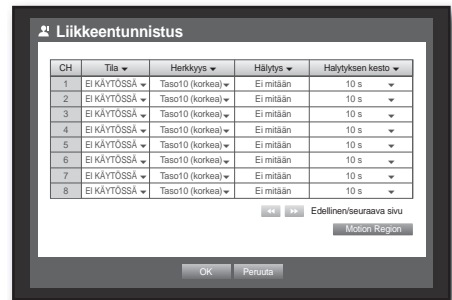 Liikkeentunnistus
CH Tila Herkkyys Hälytys Halytyksen kesto
1 EI KÄYTÖSSÄ Taso10 (korkea) Ei mitään 10 s
2 EI KÄYTÖSSÄ Taso10 (korkea) Ei mitään 10 s
3 EI KÄYTÖSSÄ Taso10 (korkea) Ei mitään 10 s
4 EI KÄYTÖSSÄ Taso10 (korkea) Ei mitään 10 s
5 EI KÄYTÖSSÄ Taso10 (korkea) Ei mitään 10 s
6 EI KÄYTÖSSÄ Taso10 (korkea) Ei mitään 10 s
7 EI KÄYTÖSSÄ Taso10 (korkea) Ei mitään 10 s
8 EI KÄYTÖSSÄ Taso10 (korkea) Ei mitään 10 s
Edellinen/seuraava sivu
Motion Region
OK Peruuta